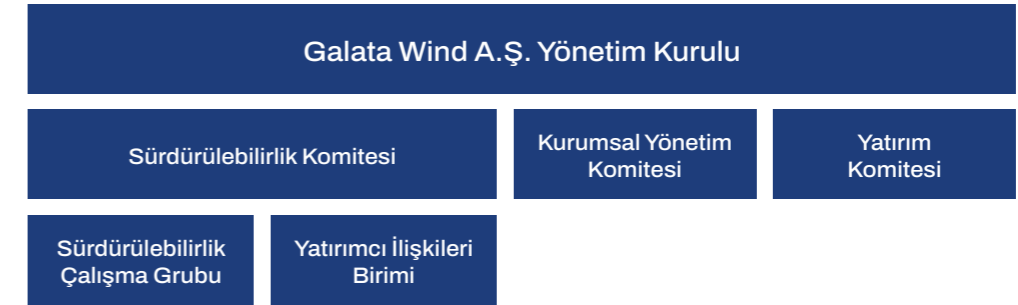 Galata Wind A.Ş. Yönetim Kurulu
Sürdürülebilirlik Komitesi
Kurumsal Yönetim
Komitesi
Yatırım
Komitesi
Sürdürülebilirlik
Çalışma Grubu
Yatırımcı İlişkileri
Birimi